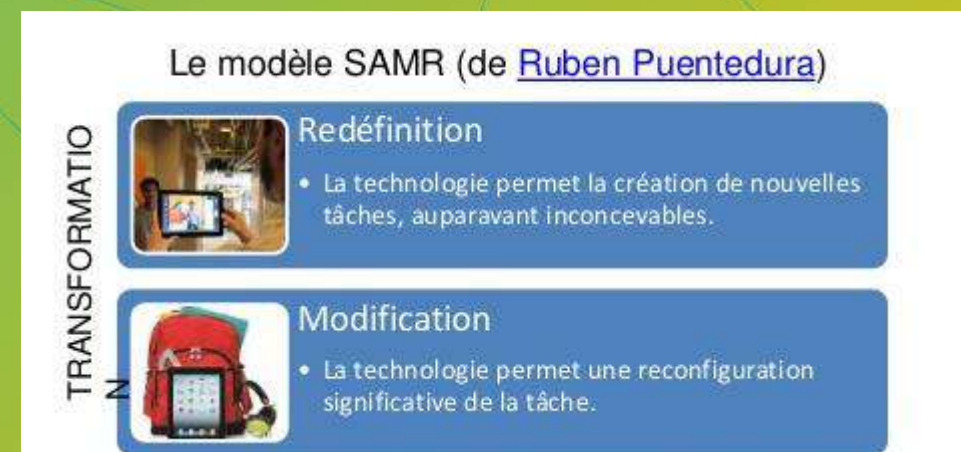 Le modèle SAMR (de Ruben Puentedura)
TRANSFORMATIO
N
Redéfinition
• La technologie permet la création de nouvelles
tâches, auparavant inconcevables.
Modification
• La technologie permet une reconfiguration
significative de la tâche.